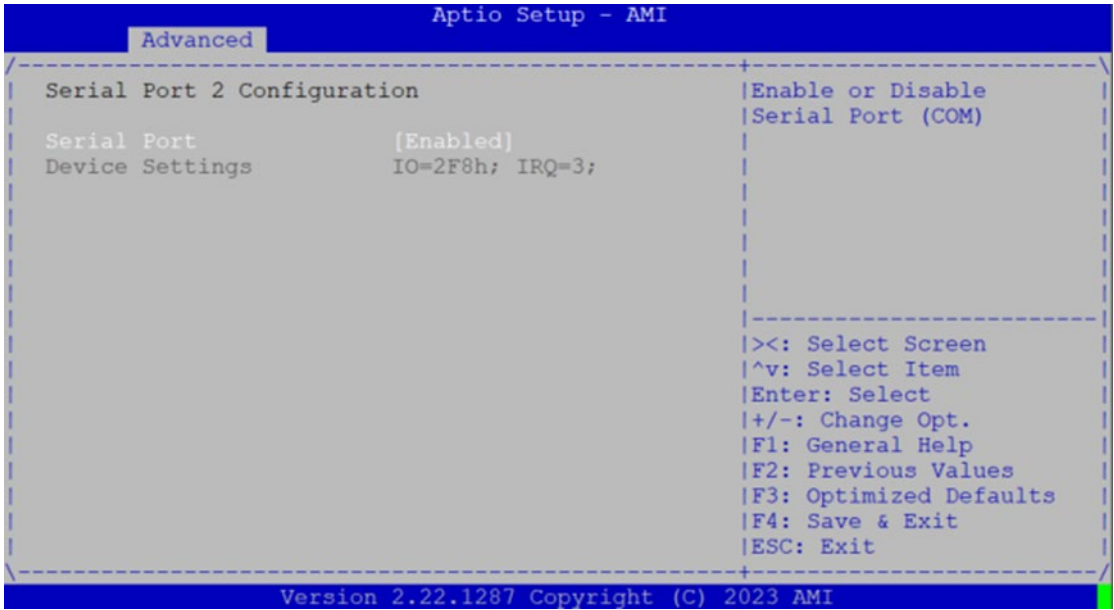 Aptio Setup - AMI
Advanced
Serial Port 2 Configuration
Serial Port [Enabled]
Device Settings IO=2F8h; IRQ=3;
Enable or Disable
Serial Port (COM)
><: Select Screen
^v: Select Item
Enter: Select
+/-: Change Opt.
F1: General Help
F2: Previous Values
F3: Optimized Defaults
F4: Save & Exit
ESC: Exit
Version 2.22.1287 Copyright (C) 2023 AMI